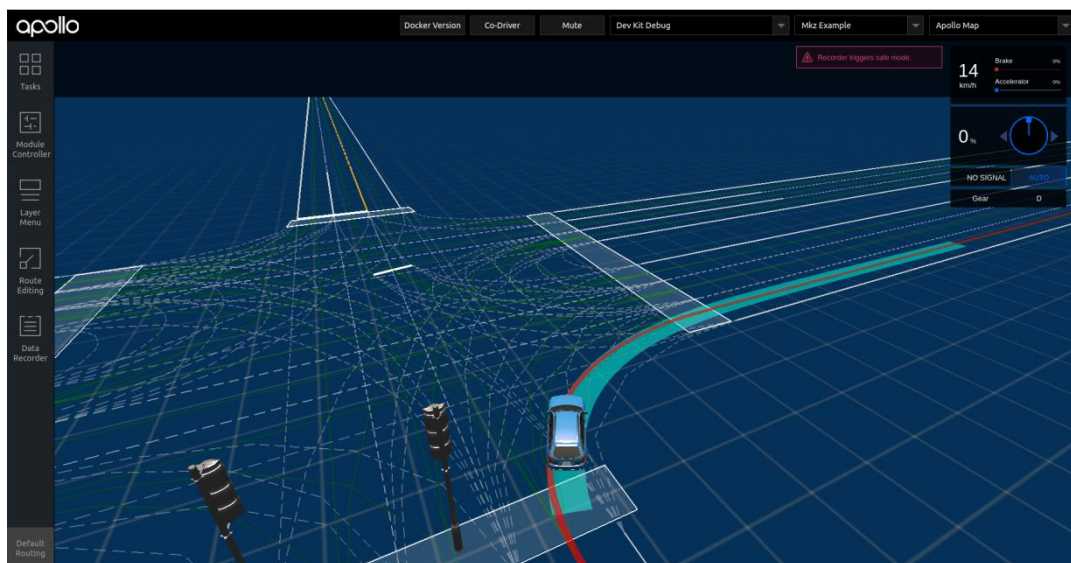 apollo
Docker Version
Co-Driver
Mute
Dev Kit Debug
Mkz Example
Apollo Map
Tasks
Module
Controller
Layer
Menu
Route
Editing
Data
Recorder
Default
Routing
Recorder triggers safe mode:
14
km/h
Brake
0%
Accelerator
0%
0%
NO SIGNAL
AUTO
Gear
D